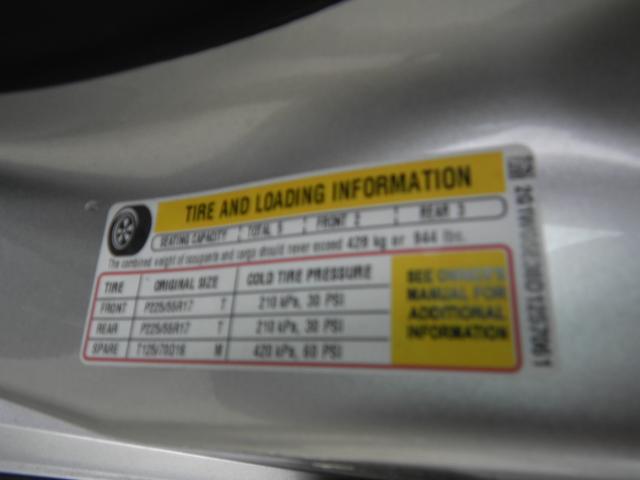 TIRE AND LOADING INFORMATION
SEATING CAPACITY TOTAL 5 FRONT 2 REAR 3
The combined weight of occupants and cargo should never exceed 428 kg or 944 lbs.
TIRE ORIGINAL SIZE COLD TIRE PRESSURE
FRONT P225/55R17 T 210 kPa, 30 PSI
REAR P225/55R17 T 210 kPa, 30 PSI
SPARE T125/70D16 M 420 kPa, 60 PSI
SEE OWNER'S
MANUAL FOR
ADDITIONAL
INFORMATION